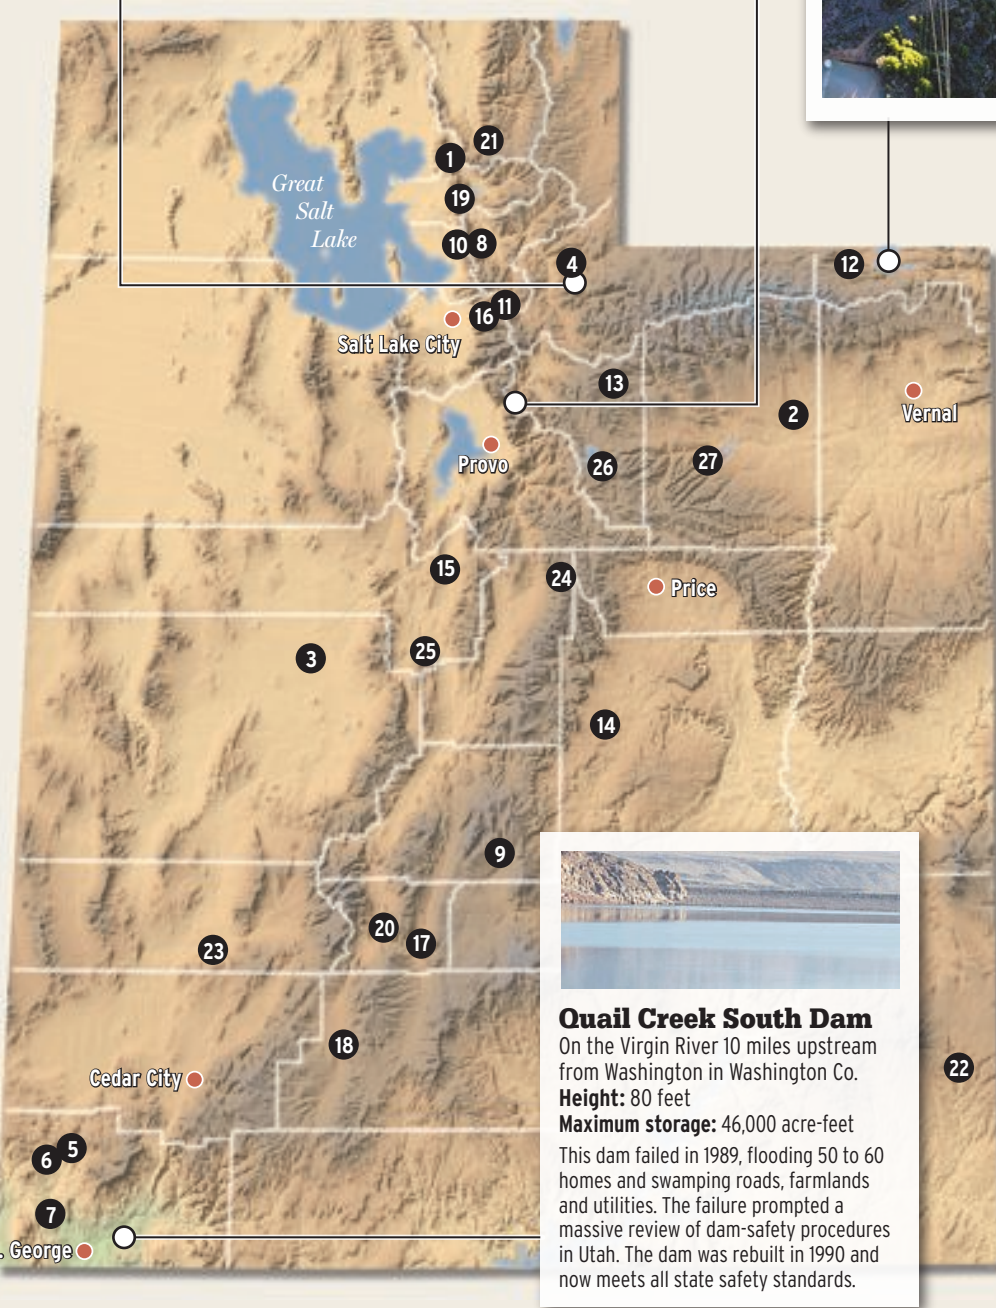 21
1
Great
Salt
Lake
19
10 8
4
12
11
16
Salt Lake City
13
2
Vernal
Provo
26
27
15
24
Price
3
25
14
9
20
17
23
18
Cedar City
22
5
6
7
. George
Quail Creek South Dam
On the Virgin River 10 miles upstream
from Washington in Washington Co.
Height: 80 feet
Maximum storage: 46,000 acre-feet
This dam failed in 1989, flooding 50 to 60
homes and swamping roads, farmlands
and utilities. The failure prompted a
massive review of dam-safety procedures
in Utah. The dam was rebuilt in 1990 and
now meets all state safety standards.